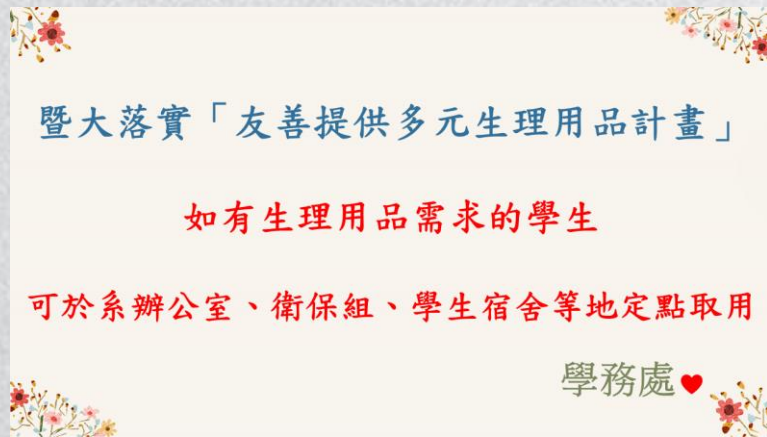 暨大落實「友善提供多元生理用品計畫」
如有生理用品需求的學生
可於系辦公室、衛保組、學生宿舍等地定點取用
學務處♥